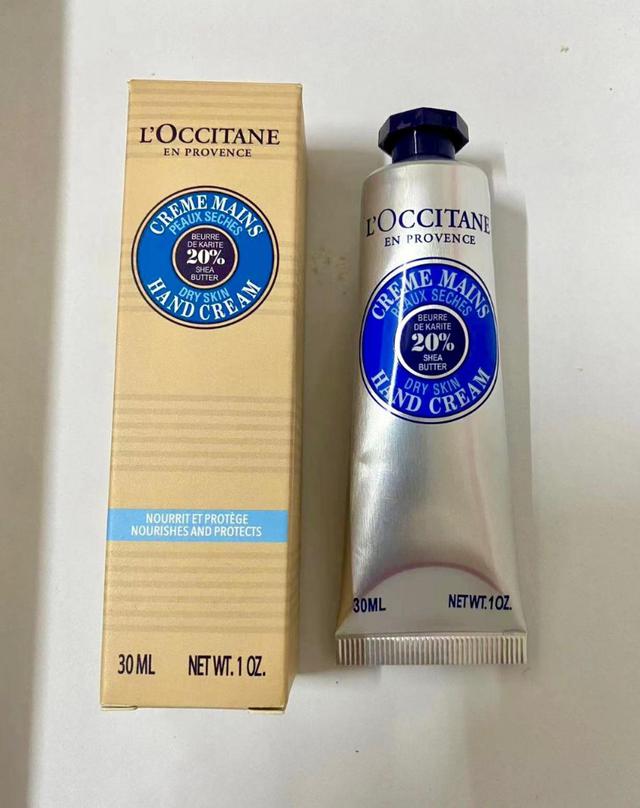 L'OCCITANE
EN PROVENCE
CREME MAINS
PEAUX SECHES
BEURRE
DE KARITE
20%
SHEA
BUTTER
DRY SKIN
HAND CREAM
NOURRIT ET PROTÈGE
NOURISHES AND PROTECTS
30 ML NET WT. 1 OZ.
L'OCCITANE
EN PROVENCE
CREME MAINS
PEAUX SECHES
BEURRE
DE KARITE
20%
SHEA
BUTTER
DRY SKIN
HAND CREAM
30ML NET WT. 1 OZ.